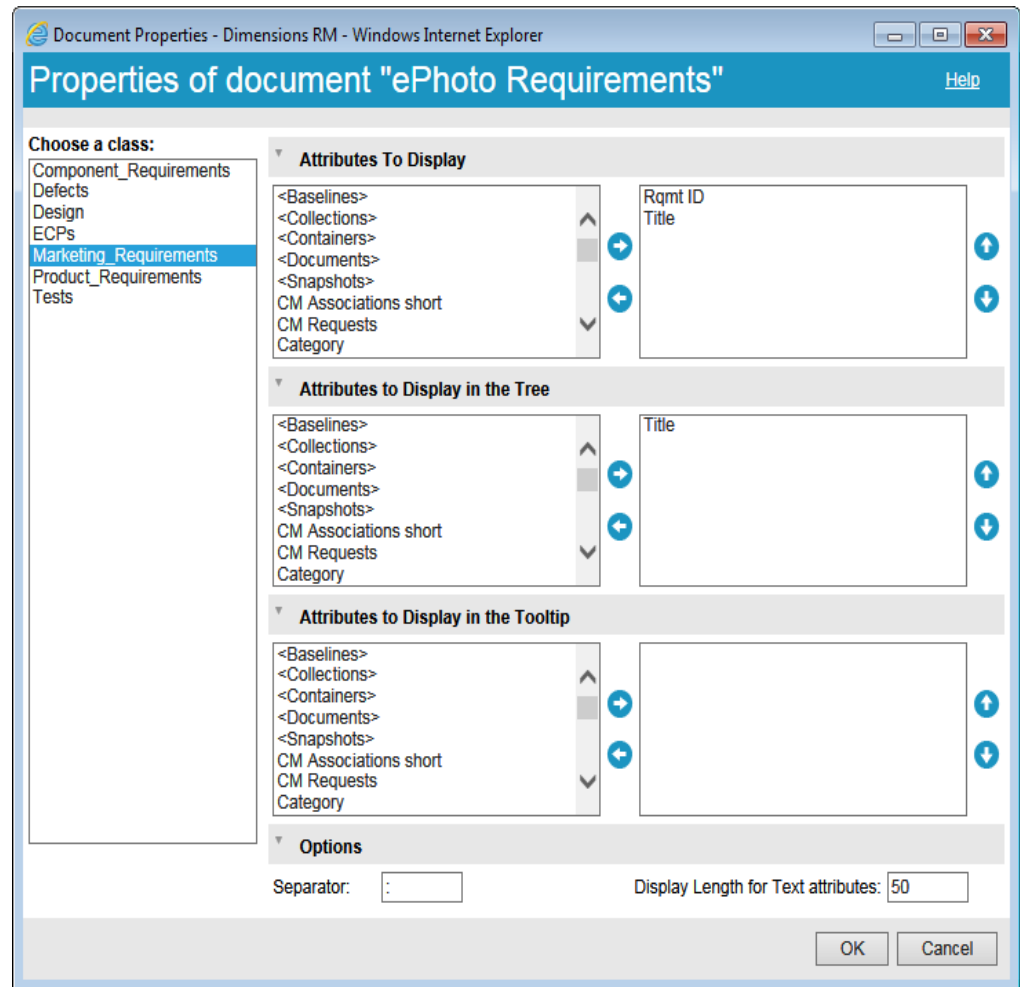 Document Properties - Dimensions RM - Windows Internet Explorer
Properties of document "ePhoto Requirements"
Help
Choose a class:
Component_Requirements
Defects
Design
ECPs
Marketing_Requirements
Product_Requirements
Tests
Attributes To Display
<Baselines>
<Collections>
<Containers>
<Documents>
<Snapshots>
CM Associations short
CM Requests
Category
Rqmt ID
Title
Attributes to Display in the Tree
<Baselines>
<Collections>
<Containers>
<Documents>
<Snapshots>
CM Associations short
CM Requests
Category
Title
Attributes to Display in the Tooltip
<Baselines>
<Collections>
<Containers>
<Documents>
<Snapshots>
CM Associations short
CM Requests
Category
Options
Separator: :
Display Length for Text attributes: 50
OK
Cancel